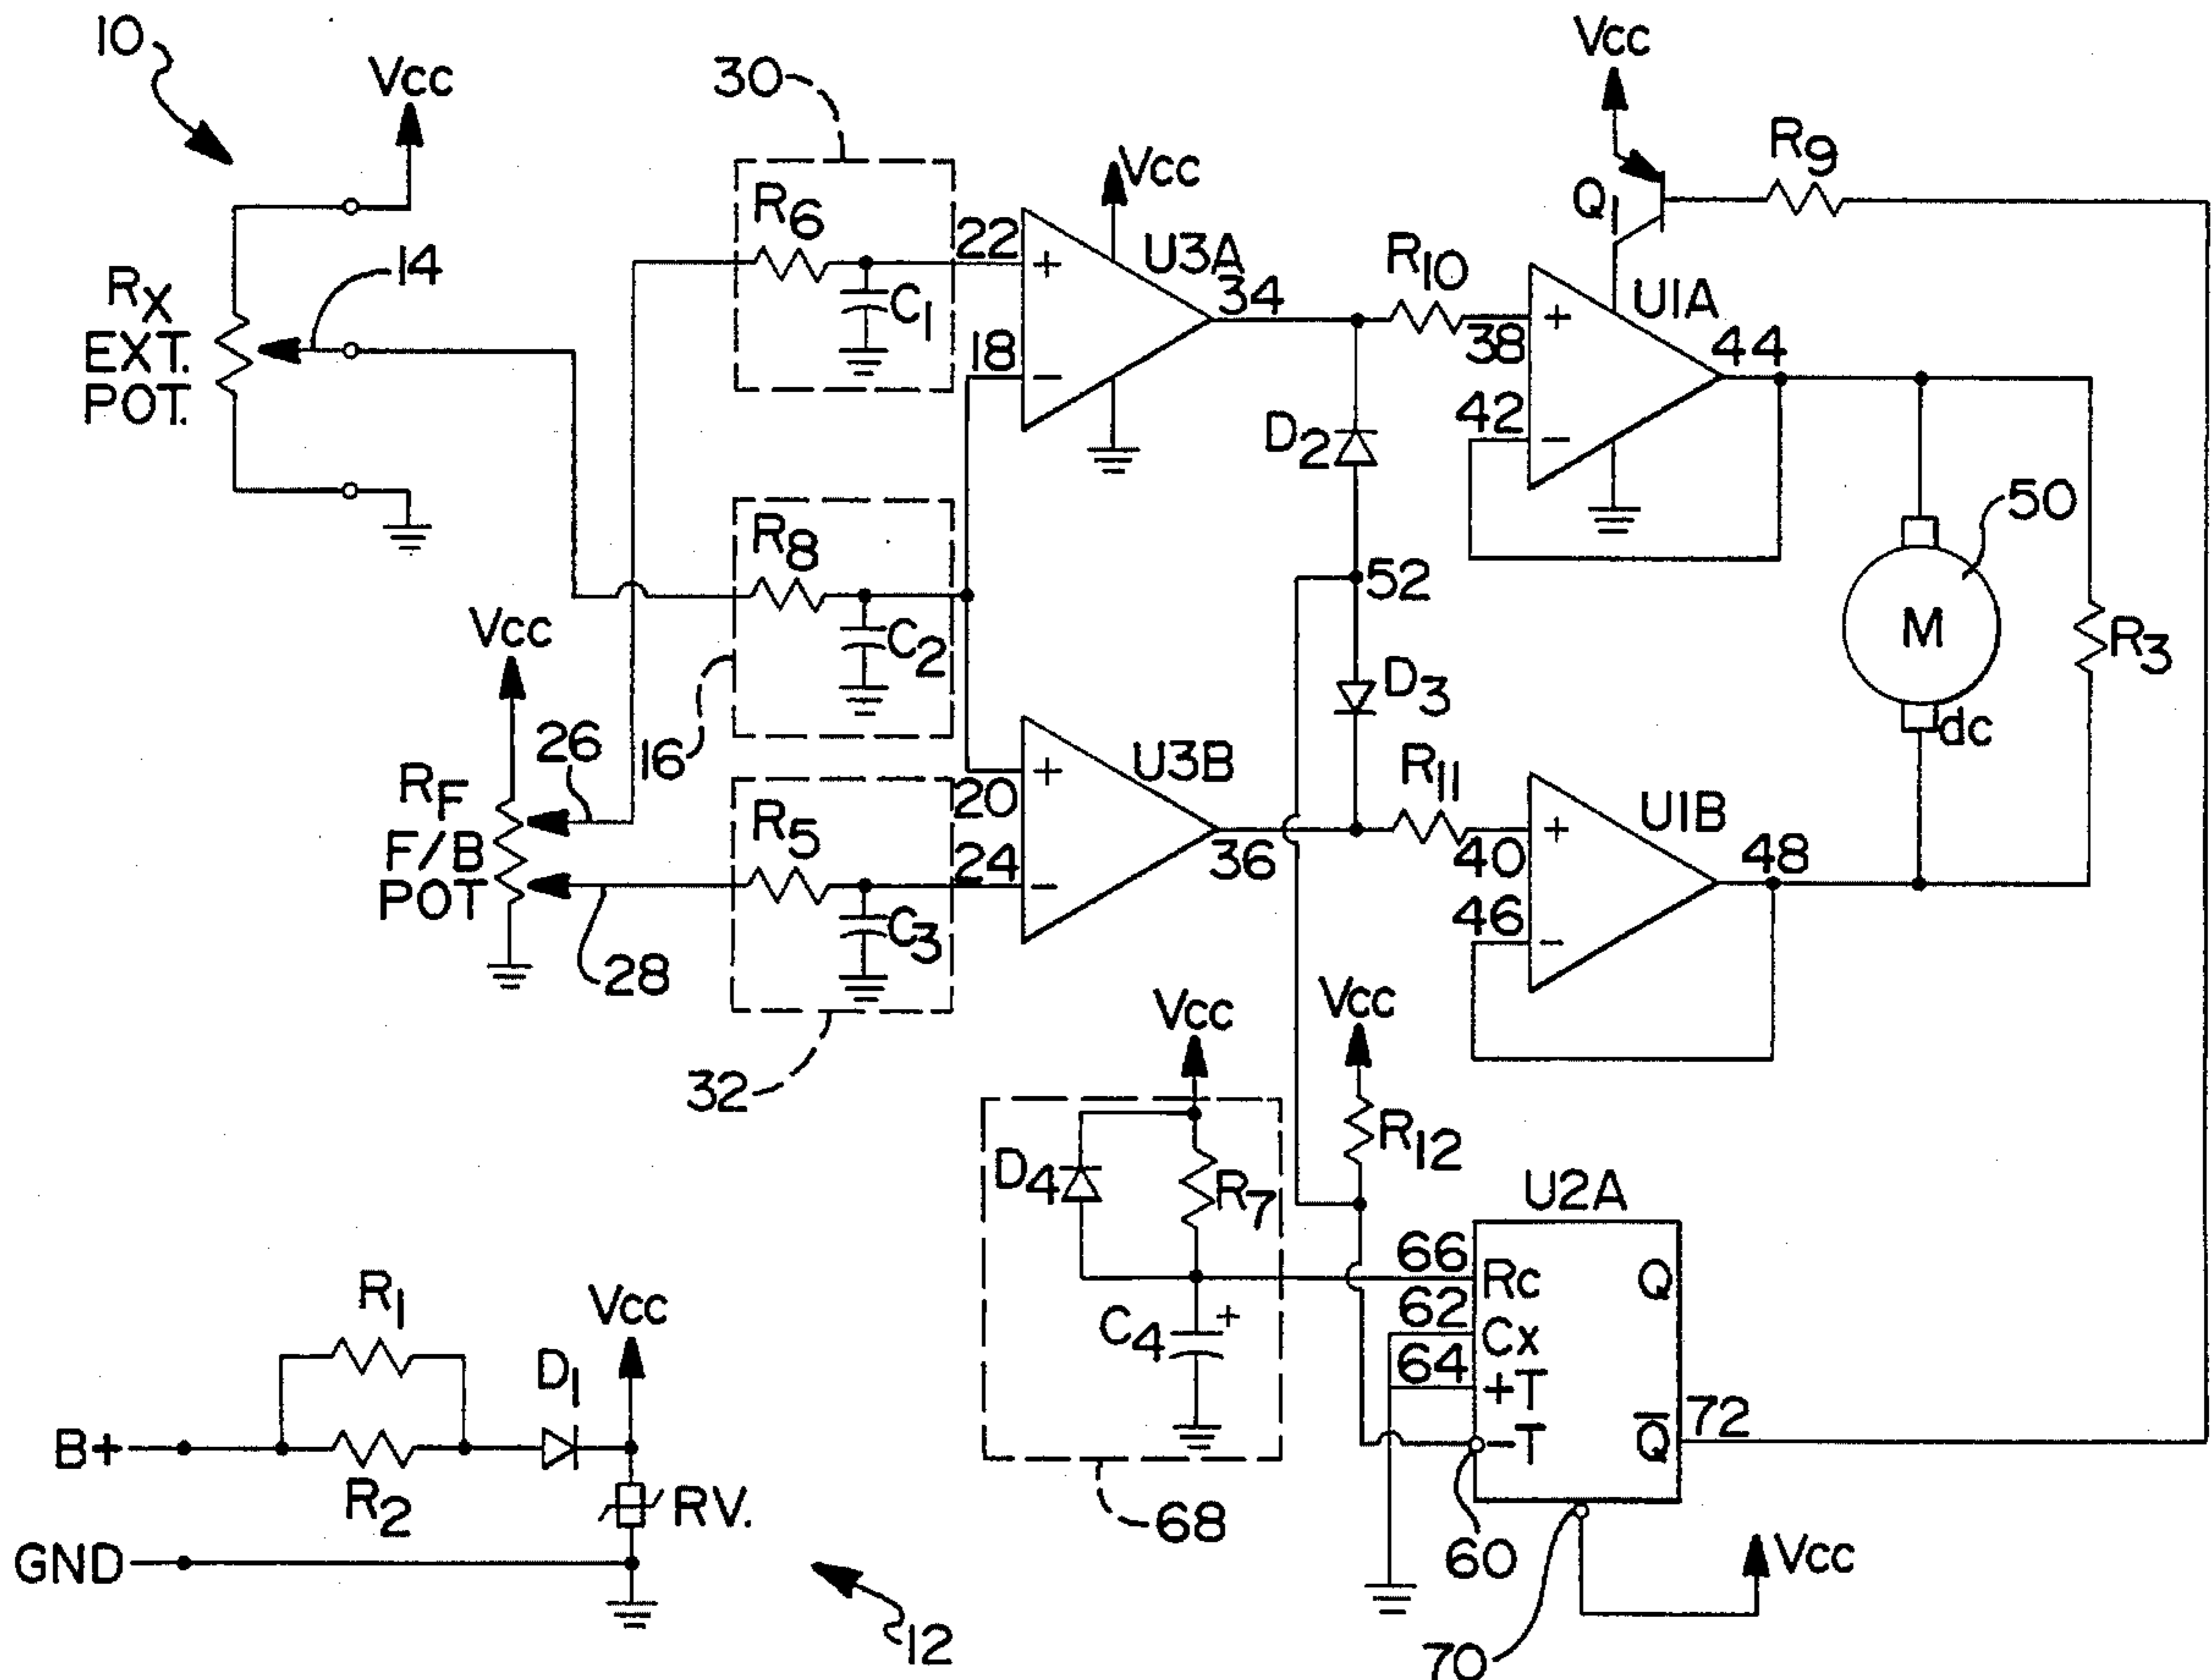 10
Vcc
30
Vcc
Vcc
R9
Q1
R6
22
+
U3A
34
R10
U1A
14
RX
EXT.
POT.
C1
18
−
38
+
44
42
−
D2
50
R8
52
M
R3
Vcc
C2
D3
dc
26
16
+
U3B
R11
RF
F/B
POT
R5
20
24
−
36
40
+
U1B
48
46
−
28
C3
Vcc
Vcc
32
D4
R7
R12
U2A
66
Rc
Q
62
Cx
64
+T
C4
+
R1
Vcc
D1
72
B+
−T
Q̅
R2
RV.
68
60
Vcc
GND
12
70